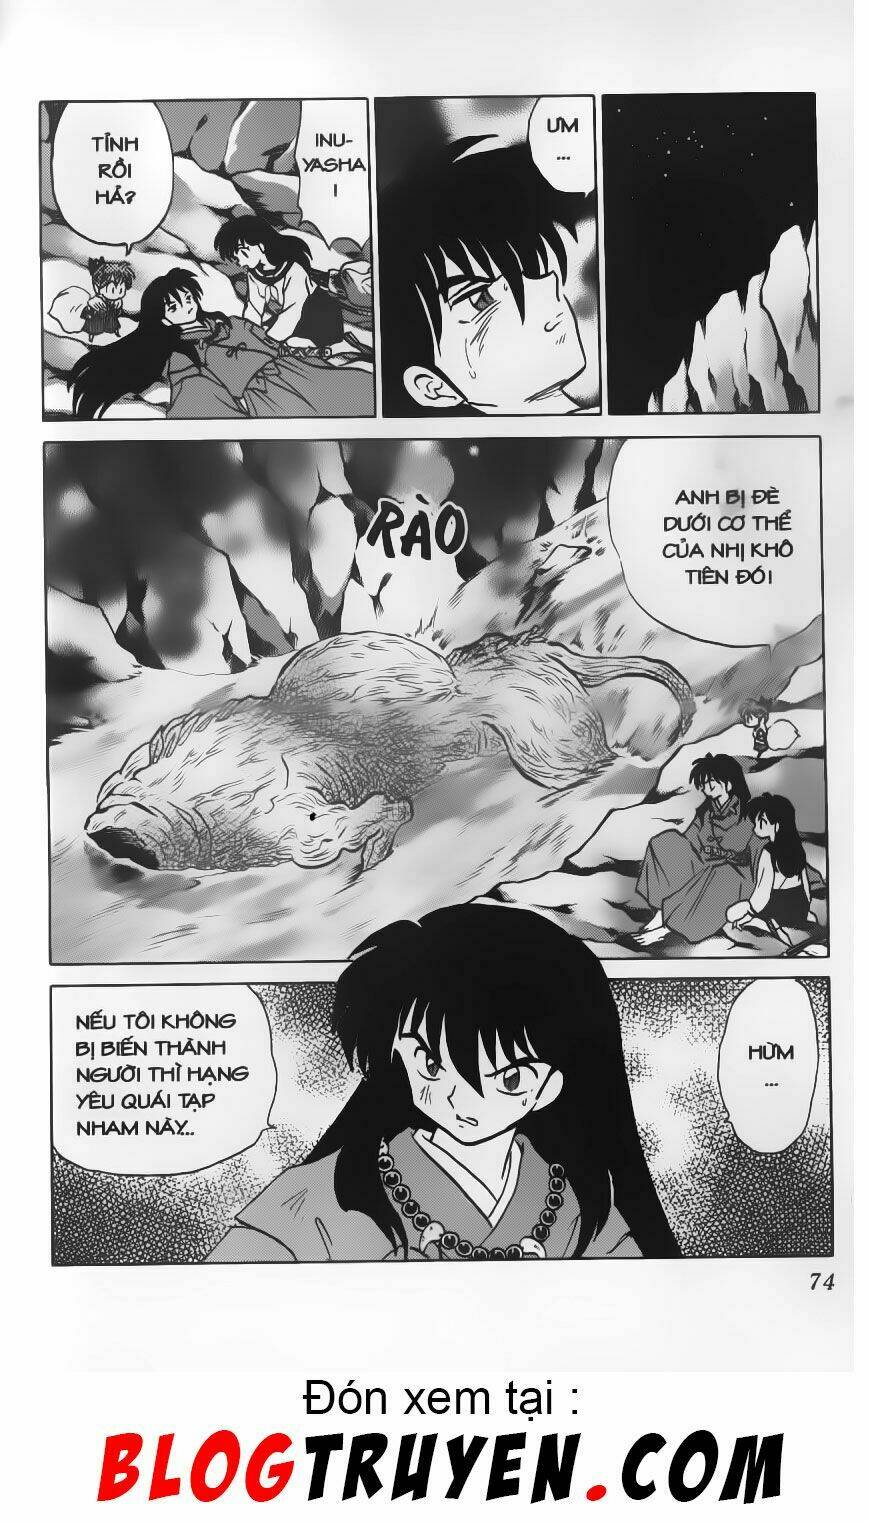 ƯM
...
INU-
YASHA
!
TỈNH
RỒI
HẢ?
ANH BỊ ĐÈ
DƯỚI CƠ THỂ
CỦA NHỊ KHÔ
TIÊN ĐÓ!
RÀO
HỪM
...
NẾU TÔI KHÔNG
BỊ BIẾN THÀNH
NGƯỜI THÌ HẠNG
YÊU QUÁI TẠP
NHAM NÀY...
74
Đón xem tại :
BLOGTRUYEN.COM